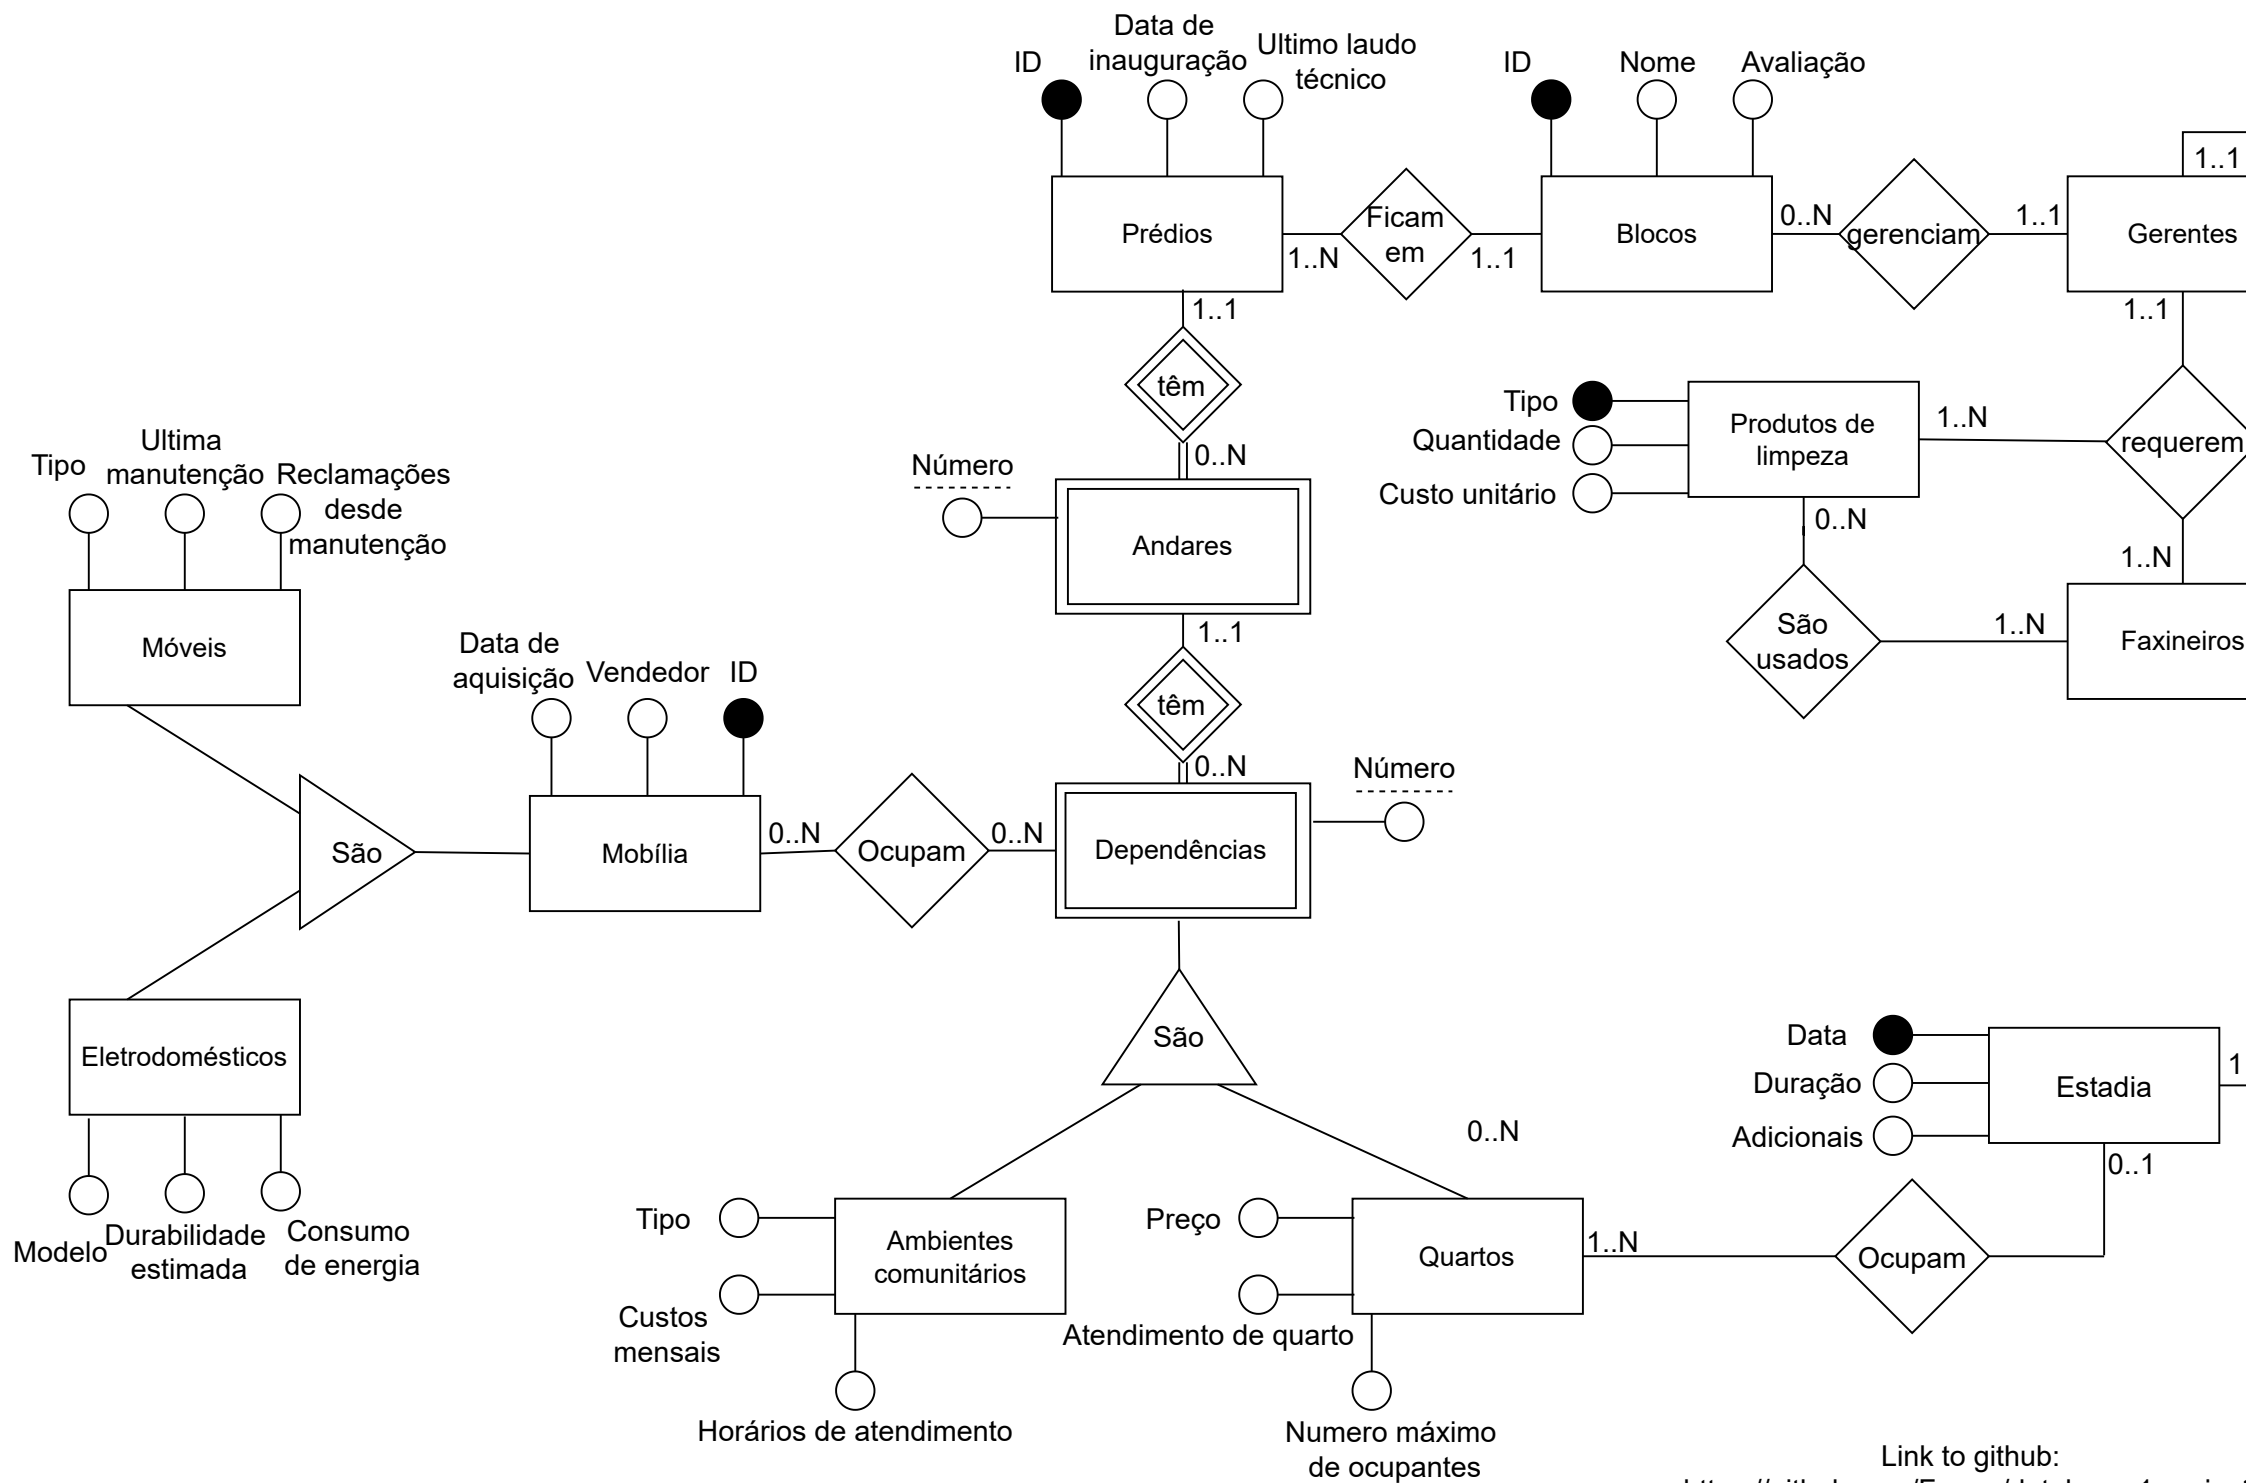 Data de
inauguração
Ultimo laudo
técnico
ID
ID
Nome
Avaliação
1..1
Prédios
1..N
Ficam
em
1..1
Blocos
0..N
gerenciam
1..1
Gerentes
1..1
1..1
têm
Tipo
Quantidade
Custo unitário
Produtos de
limpeza
1..N
requerem
0..N
0..N
1..N
Número
Andares
Tipo
Ultima
manutenção
Reclamações
desde
manutenção
Móveis
1..1
São
usados
1..N
Faxineiros
Data de
aquisição
Vendedor
ID
têm
0..N
Número
São
Mobília
0..N
Ocupam
0..N
Dependências
Eletrodomésticos
Modelo
Durabilidade
estimada
Consumo
de energia
São
0..N
Data
Duração
Adicionais
Estadia
1
0..1
Tipo
Custos
mensais
Ambientes
comunitários
Horários de atendimento
Preço
Atendimento de quarto
Quartos
1..N
Ocupam
Numero máximo
de ocupantes
Link to github: